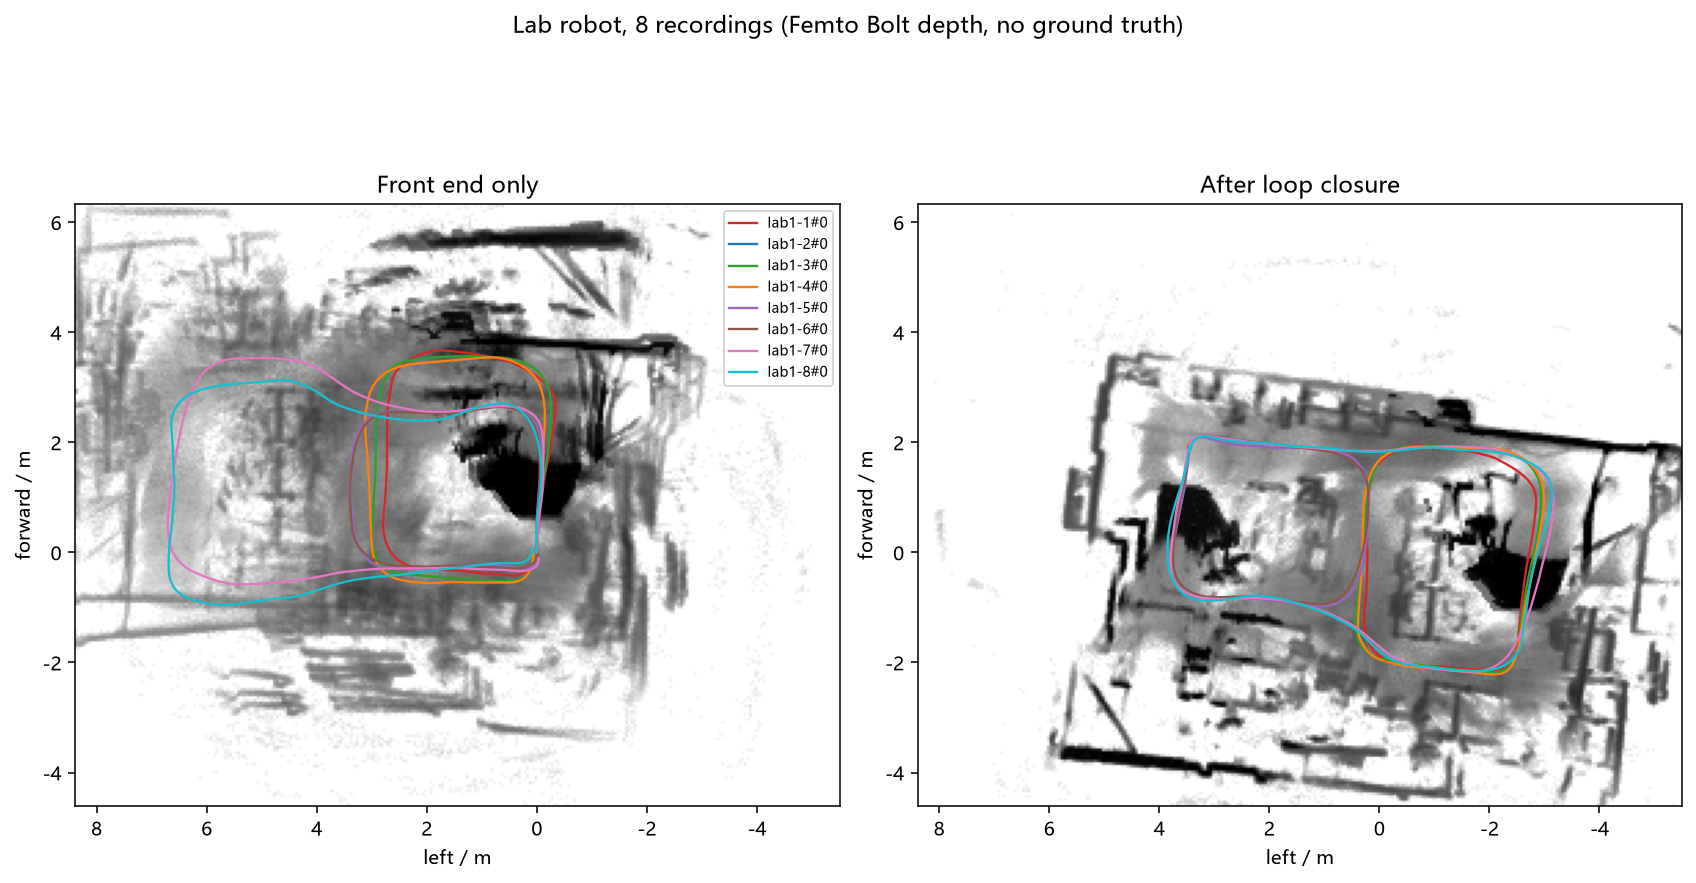 Lab robot, 8 recordings (Femto Bolt depth, no ground truth)
Front end only
After loop closure
lab1-1#0
lab1-2#0
lab1-3#0
lab1-4#0
lab1-5#0
lab1-6#0
lab1-7#0
lab1-8#0
6
4
2
0
-2
-4
forward / m
8
6
4
2
0
-2
-4
left / m
6
4
2
0
-2
-4
forward / m
8
6
4
2
0
-2
-4
left / m